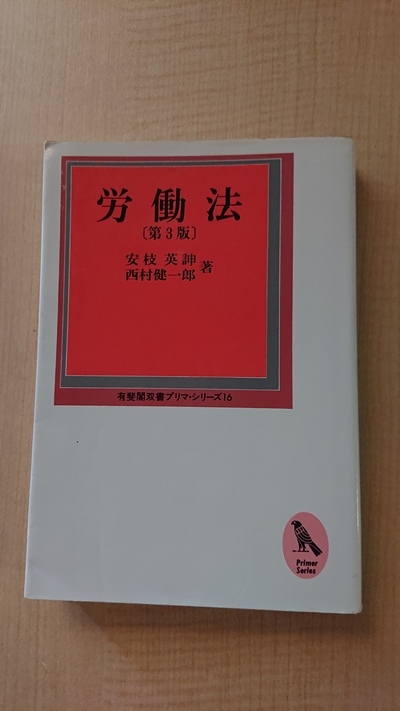 労働法
〔第3版〕
安枝英訷
西村健一郎
著
有斐閣双書プリマ・シリーズ16
Primer
Series